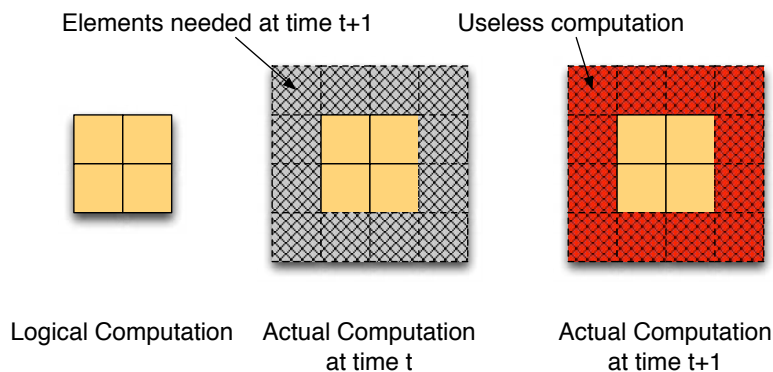 Elements needed at time t+1
Useless computation
Logical Computation
Actual Computation
at time t
Actual Computation
at time t+1